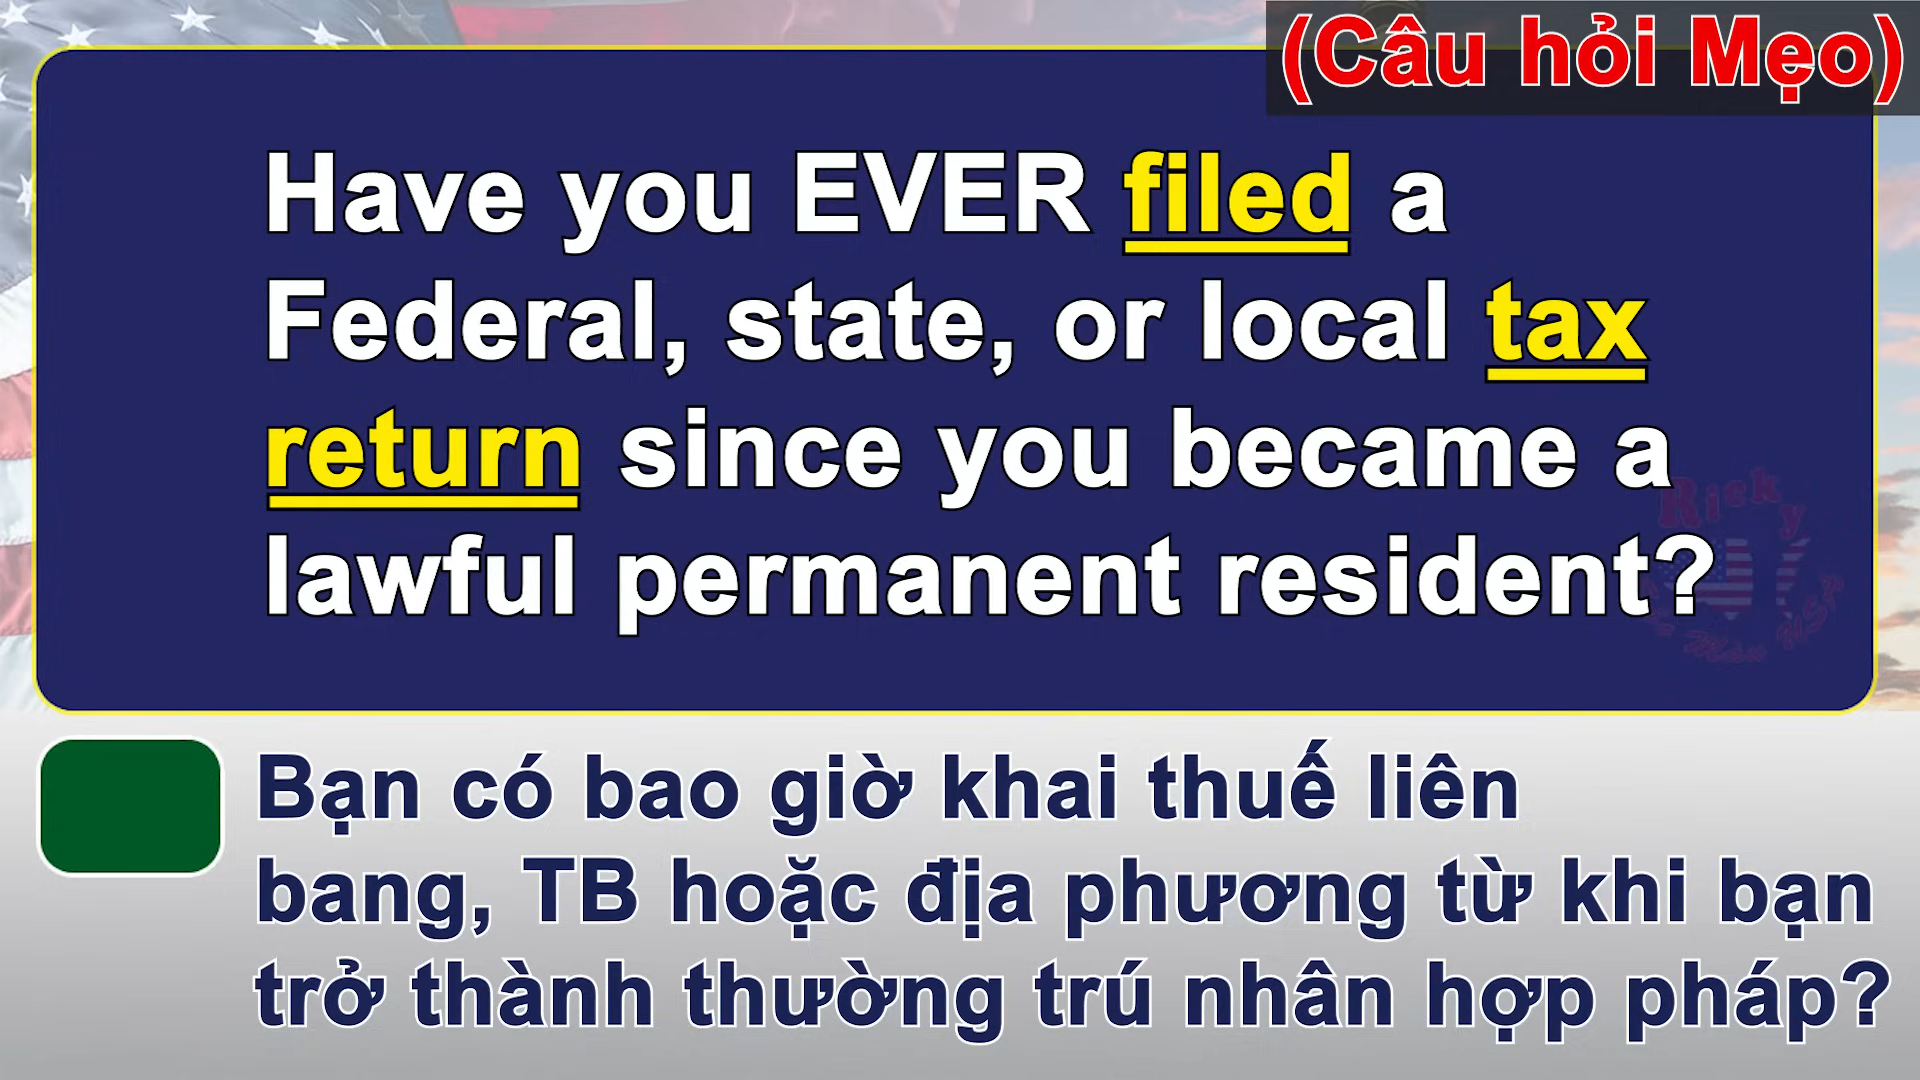 (Câu hỏi Mẹo)
Have you EVER filed a
Federal, state, or local tax
return since you became a
lawful permanent resident?
Ricky
Bạn có bao giờ khai thuế liên
bang, TB hoặc địa phương từ khi bạn
trở thành thường trú nhân hợp pháp?